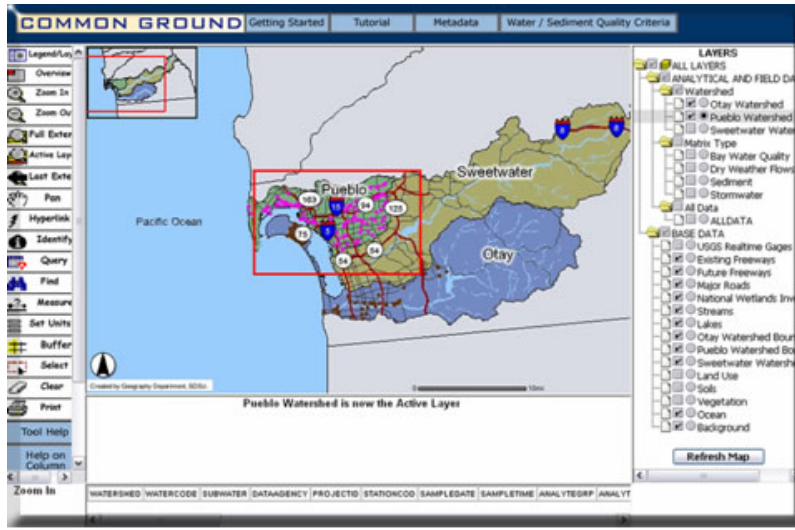 COMMON GROUND
Getting Started
Tutorial
Metadata
Water / Sediment Quality Criteria
Legend/Lay
Overview
Zoom In
Zoom Ou
Full Exter
Active Lay
Last Exte
Pan
Hyperlink
Identify
Query
Find
Measure
Set Units
Buffer
Select
Clear
Print
Tool Help
Help on
Column
Zoom In
Pacific Ocean
Pueblo
Sweetwater
Otay
163
15
94
125
5
75
54
54
8
8
Created by Geography Department, SDSU.
0
10mi
Pueblo Watershed is now the Active Layer
WATERSHED WATERCODE SUBWATER DATAAGENCY PROJECTID STATIONCOD SAMPLEDATE SAMPLETIME ANALYTEGRP ANALYT
LAYERS
ALL LAYERS
ANALYTICAL AND FIELD DA
Watershed
Otay Watershed
Pueblo Watershed
Sweetwater Water
Matrix Type
Bay Water Quality
Dry Weather Flows
Sediment
Stormwater
All Data
ALLDATA
BASE DATA
USGS Realtime Gages
Existing Freeways
Future Freeways
Major Roads
National Wetlands Inv
Streams
Lakes
Otay Watershed Boun
Pueblo Watershed Bo
Sweetwater Watersh
Land Use
Soils
Vegetation
Ocean
Background
Refresh Map